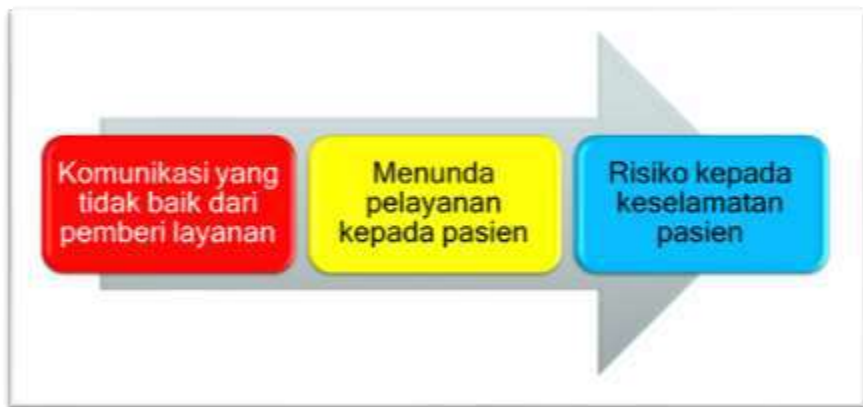 Komunikasi yang
tidak baik dari
pemberi layanan
Menunda
pelayanan
kepada pasien
Risiko kepada
keselamatan
pasien